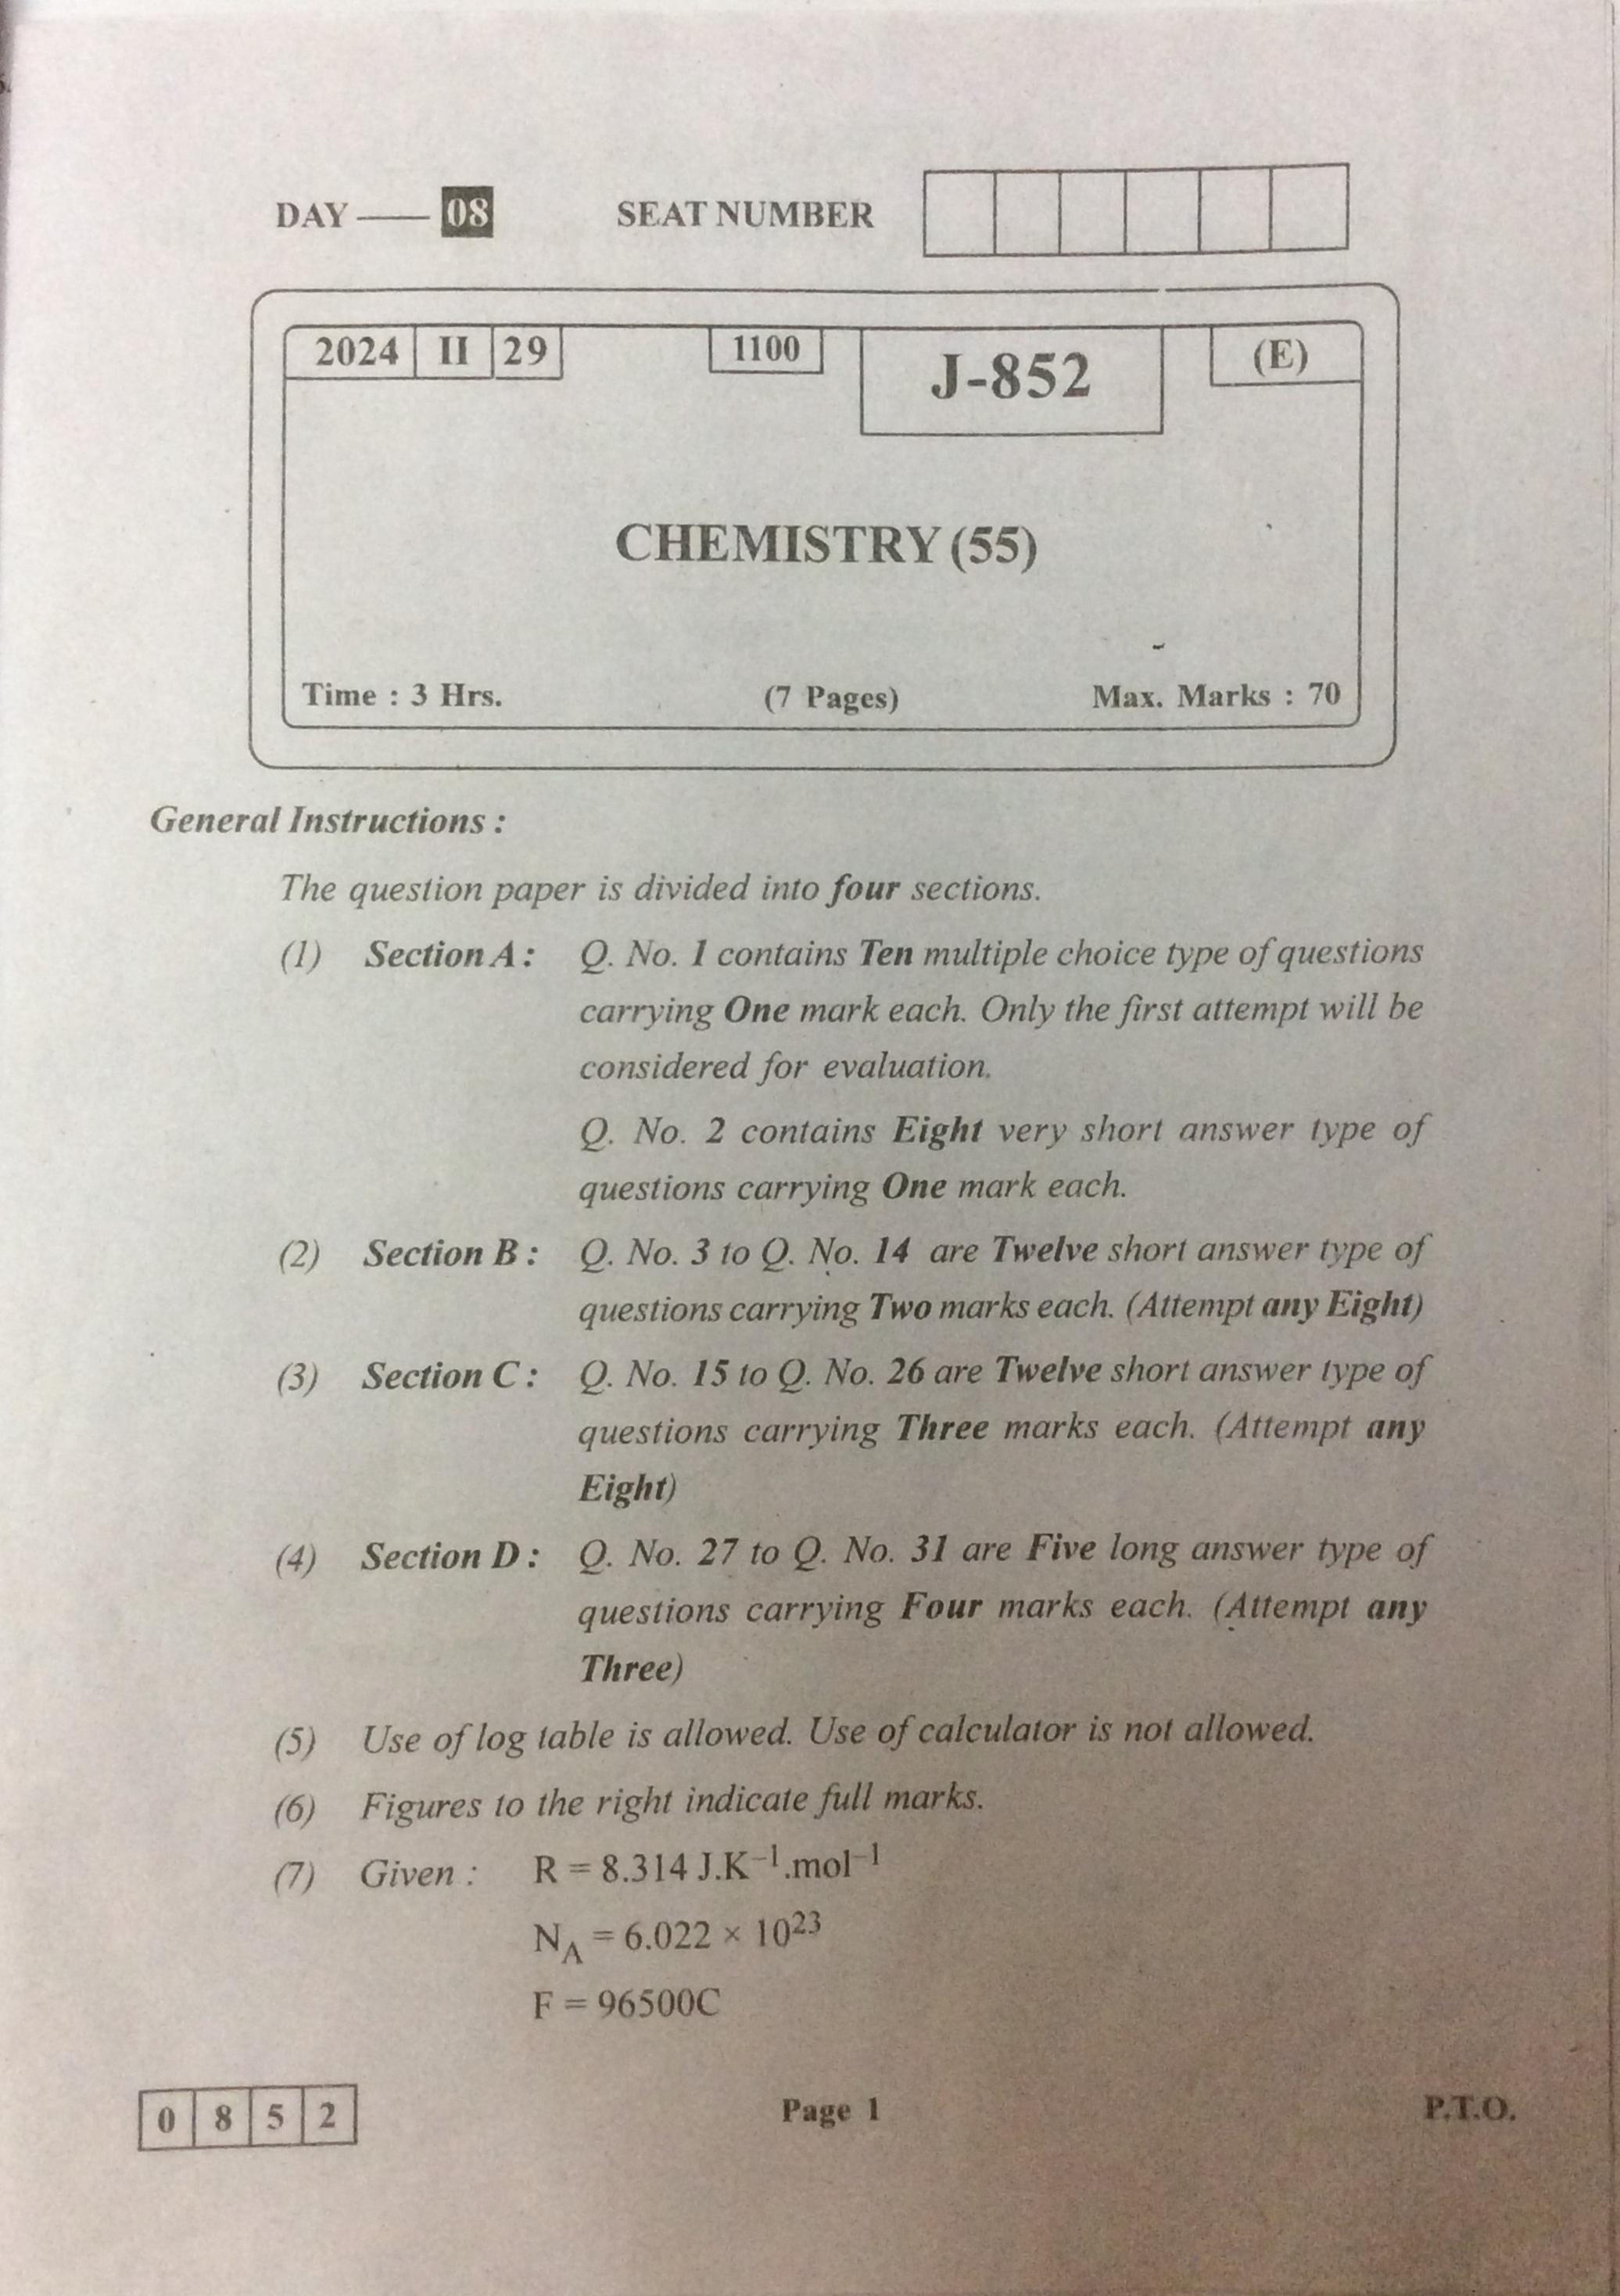 DAY — 08 SEAT NUMBER
2024 II 29 1100 J-852 (E)
CHEMISTRY (55)
Time : 3 Hrs. (7 Pages) Max. Marks : 70
General Instructions :
The question paper is divided into four sections.
(1) Section A : Q. No. 1 contains Ten multiple choice type of questions
carrying One mark each. Only the first attempt will be
considered for evaluation.
Q. No. 2 contains Eight very short answer type of
questions carrying One mark each.
(2) Section B : Q. No. 3 to Q. No. 14 are Twelve short answer type of
questions carrying Two marks each. (Attempt any Eight)
(3) Section C : Q. No. 15 to Q. No. 26 are Twelve short answer type of
questions carrying Three marks each. (Attempt any
Eight)
(4) Section D : Q. No. 27 to Q. No. 31 are Five long answer type of
questions carrying Four marks each. (Attempt any
Three)
(5) Use of log table is allowed. Use of calculator is not allowed.
(6) Figures to the right indicate full marks.
(7) Given : R = 8.314 J.K⁻¹.mol⁻¹
N_A = 6.022 × 10²³
F = 96500C
0 8 5 2 Page 1 P.T.O.